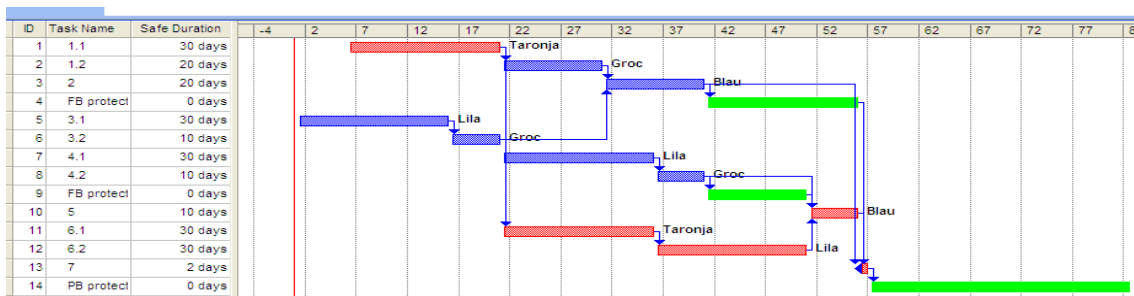 ID Task Name Safe Duration -4 2 7 12 17 22 27 32 37 42 47 52 57 62 67 72 77 8
1 1.1 30 days Taronja
2 1.2 20 days Groc
3 2 20 days Blau
4 FB protect 0 days
5 3.1 30 days Lila
6 3.2 10 days Groc
7 4.1 30 days Lila
8 4.2 10 days Groc
9 FB protect 0 days
10 5 10 days Blau
11 6.1 30 days Taronja
12 6.2 30 days Lila
13 7 2 days
14 PB protect 0 days